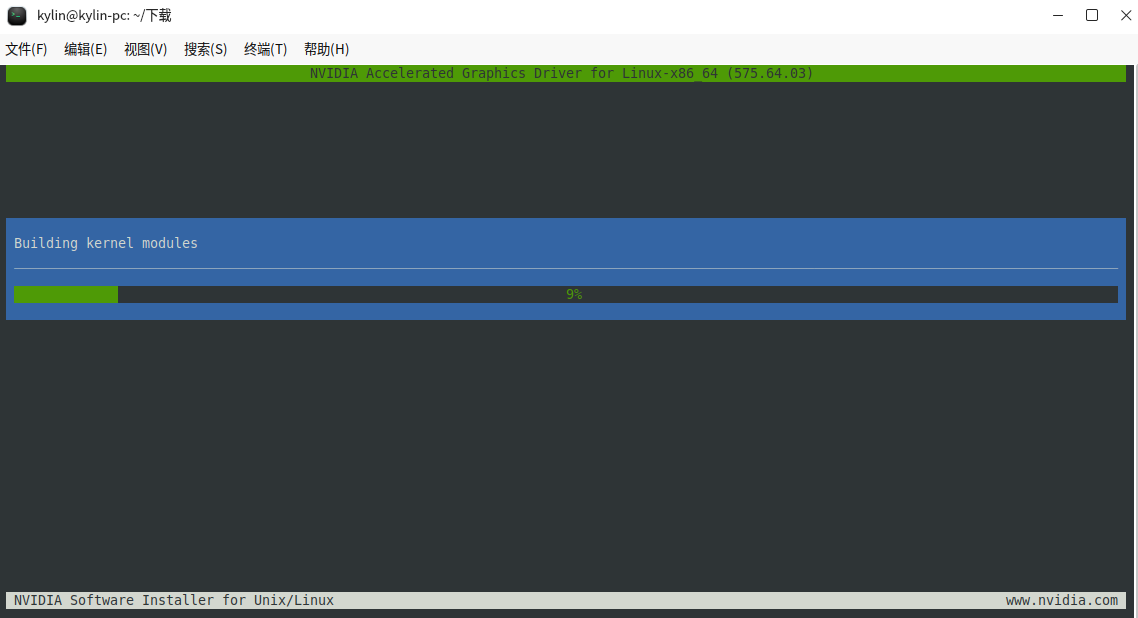 kylin@kylin-pc: ~/下载
文件(F) 编辑(E) 视图(V) 搜索(S) 终端(T) 帮助(H)
NVIDIA Accelerated Graphics Driver for Linux-x86_64 (575.64.03)
Building kernel modules
9%
NVIDIA Software Installer for Unix/Linux www.nvidia.com